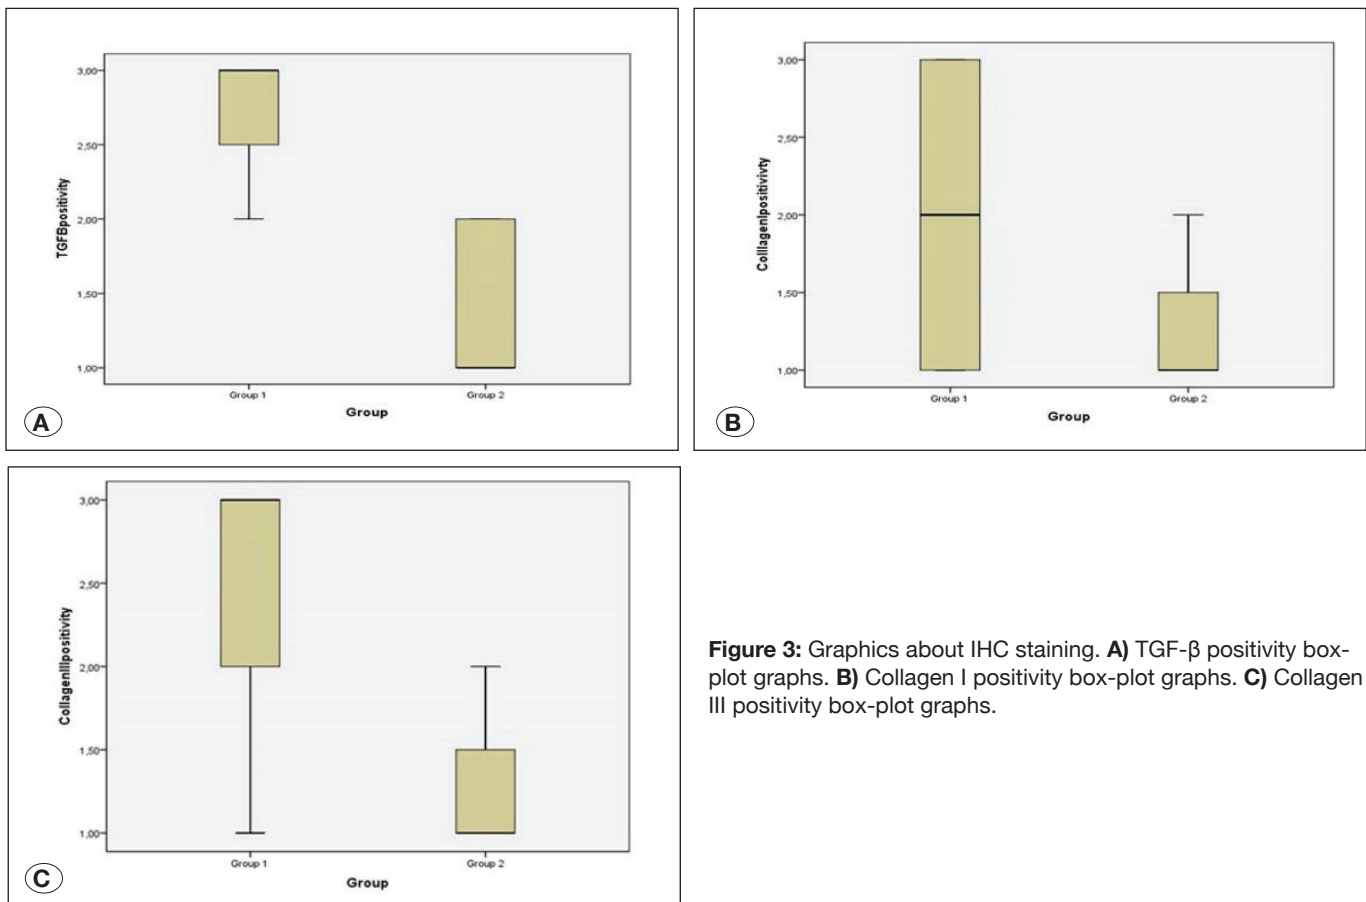 3,00
2,50
2,00
1,50
1,00
TGFBpositivity
Group 1 Group 2
Group
A
3,00
2,50
2,00
1,50
1,00
CollagenIpositivivty
Group 1 Group 2
Group
B
3,00
2,50
2,00
1,50
1,00
CollagenIIIpositivity
Group 1 Group 2
Group
C
Figure 3: Graphics about IHC staining. A) TGF-β positivity box-
plot graphs. B) Collagen I positivity box-plot graphs. C) Collagen
III positivity box-plot graphs.